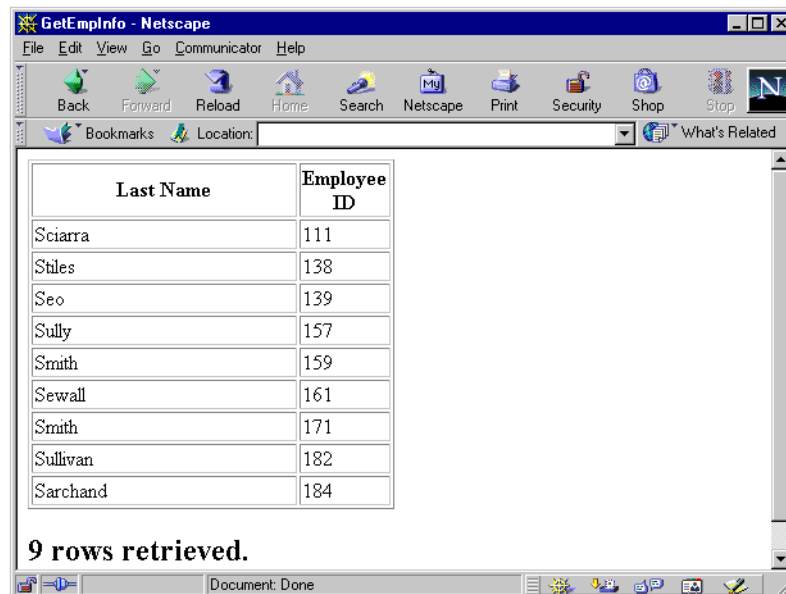 GetEmpInfo - Netscape
File Edit View Go Communicator Help
My
N
Back Forward Reload Home Search Netscape Print Security Shop Stop
Bookmarks Location: What's Related
Last Name Employee ID
Sciarra 111
Stiles 138
Seo 139
Sully 157
Smith 159
Sewall 161
Smith 171
Sullivan 182
Sarchand 184
9 rows retrieved.
Document: Done